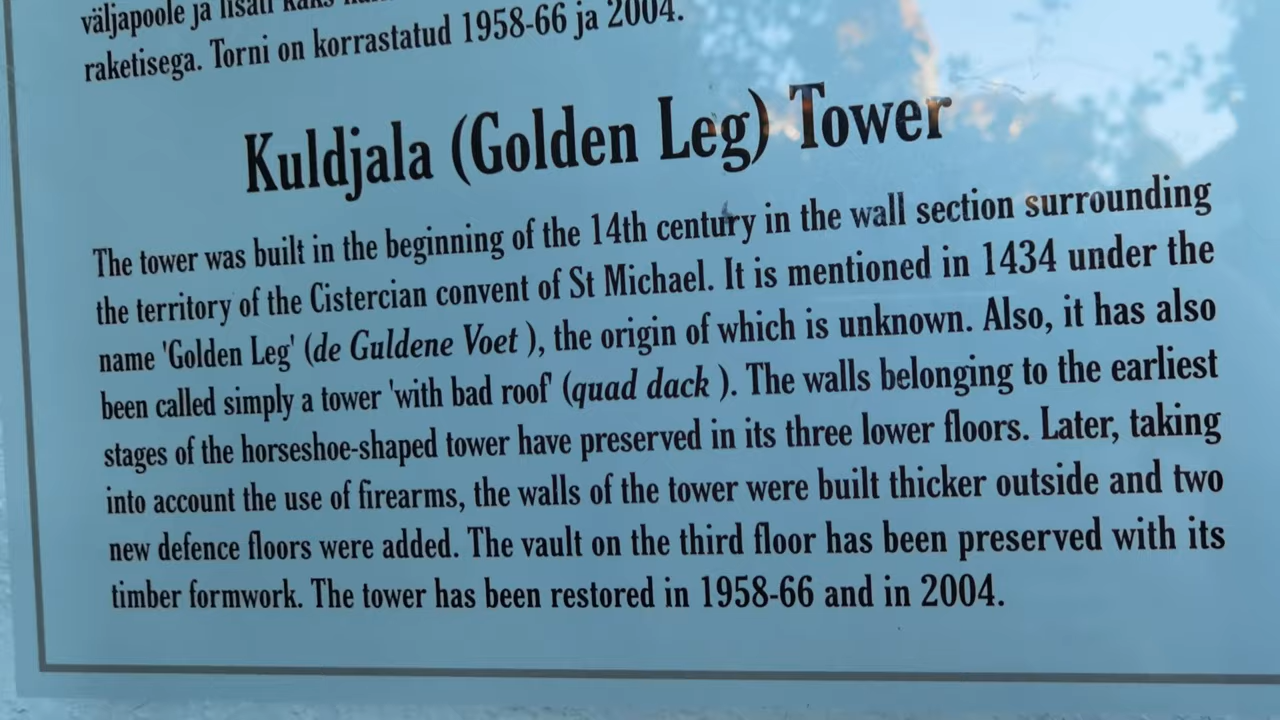 väljapoole ja lisati kaks
raketisega. Torni on korrastatud 1958-66 ja 2004.
Kuldjala (Golden Leg) Tower
The tower was built in the beginning of the 14th century in the wall section surrounding
the territory of the Cistercian convent of St Michael. It is mentioned in 1434 under the
name 'Golden Leg' (de Guldene Voet ), the origin of which is unknown. Also, it has also
been called simply a tower 'with bad roof' (quad dack ). The walls belonging to the earliest
stages of the horseshoe-shaped tower have preserved in its three lower floors. Later, taking
into account the use of firearms, the walls of the tower were built thicker outside and two
new defence floors were added. The vault on the third floor has been preserved with its
timber formwork. The tower has been restored in 1958-66 and in 2004.